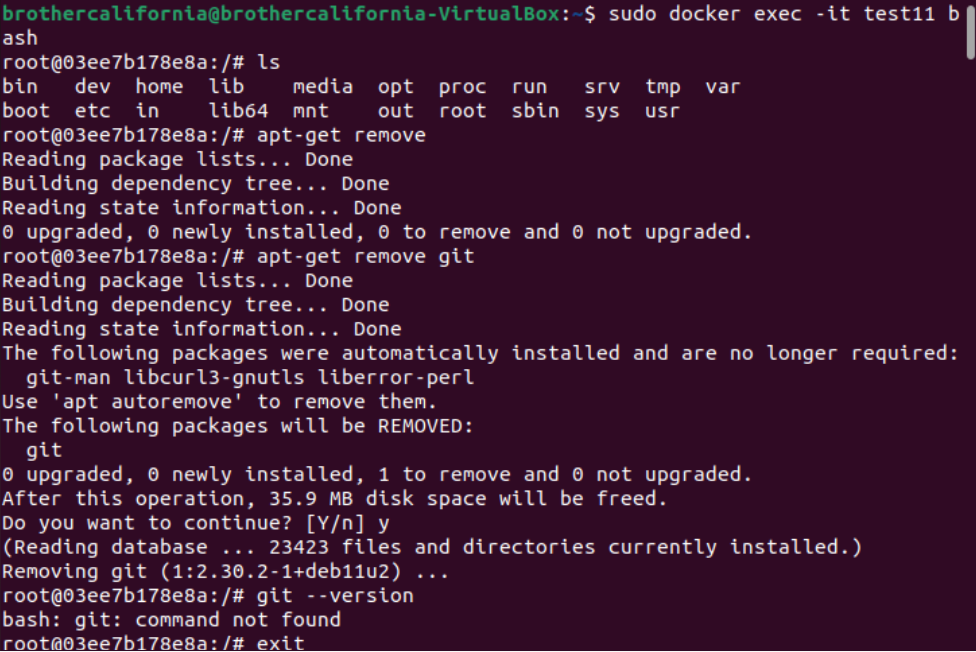 brothercalifornia@brothercalifornia-VirtualBox:~$ sudo docker exec -it test11 b
ash
root@03ee7b178e8a:/# ls
bin   dev  home  lib    media  opt  proc  run   srv  tmp  var
boot  etc  in    lib64  mnt    out  root  sbin  sys  usr
root@03ee7b178e8a:/# apt-get remove
Reading package lists... Done
Building dependency tree... Done
Reading state information... Done
0 upgraded, 0 newly installed, 0 to remove and 0 not upgraded.
root@03ee7b178e8a:/# apt-get remove git
Reading package lists... Done
Building dependency tree... Done
Reading state information... Done
The following packages were automatically installed and are no longer required:
  git-man libcurl3-gnutls liberror-perl
Use 'apt autoremove' to remove them.
The following packages will be REMOVED:
  git
0 upgraded, 0 newly installed, 1 to remove and 0 not upgraded.
After this operation, 35.9 MB disk space will be freed.
Do you want to continue? [Y/n] y
(Reading database ... 23423 files and directories currently installed.)
Removing git (1:2.30.2-1+deb11u2) ...
root@03ee7b178e8a:/# git --version
bash: git: command not found
root@03ee7b178e8a:/# exit